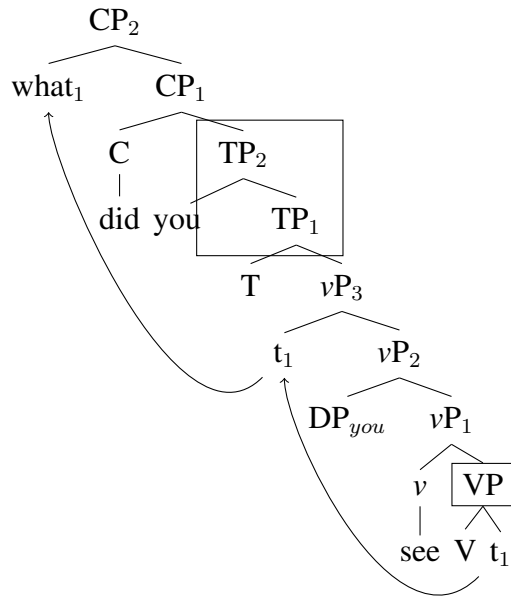 CP₂
what₁ CP₁
C TP₂
did you TP₁
T vP₃
t₁ vP₂
DPyou vP₁
v VP
see V t₁